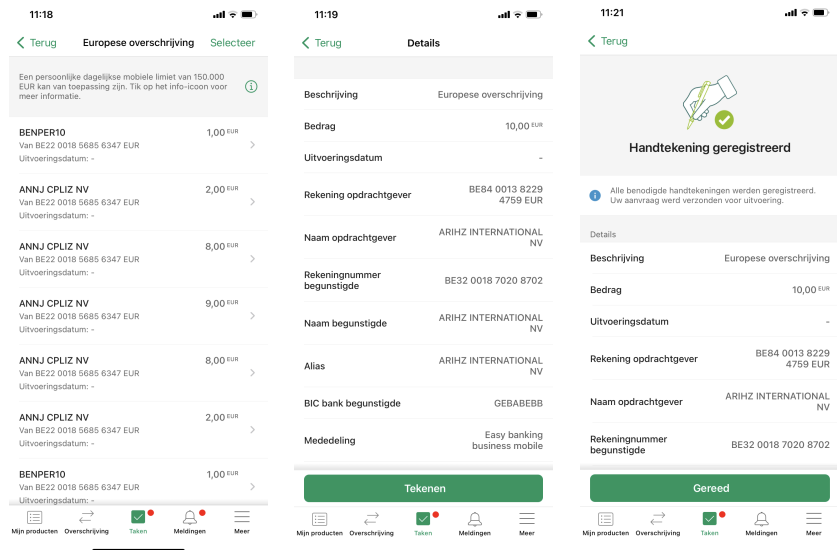 11:18
Terug
Europese overschrijving
Selecteer
Een persoonlijke dagelijkse mobiele limiet van 150.000
EUR kan van toepassing zijn. Tik op het info-icoon voor
meer informatie.
BENPER10
1,00 EUR
Van BE22 0018 5685 6347 EUR
Uitvoeringsdatum: -
ANNJ CPLIZ NV
2,00 EUR
Van BE22 0018 5685 6347 EUR
Uitvoeringsdatum: -
ANNJ CPLIZ NV
8,00 EUR
Van BE22 0018 5685 6347 EUR
Uitvoeringsdatum: -
ANNJ CPLIZ NV
9,00 EUR
Van BE22 0018 5685 6347 EUR
Uitvoeringsdatum: -
ANNJ CPLIZ NV
8,00 EUR
Van BE22 0018 5685 6347 EUR
Uitvoeringsdatum: -
ANNJ CPLIZ NV
2,00 EUR
Van BE22 0018 5685 6347 EUR
Uitvoeringsdatum: -
BENPER10
1,00 EUR
Van BE22 0018 5685 6347 EUR
Uitvoeringsdatum: -
Mijn producten
Overschrijving
Taken
Meldingen
Meer
11:19
Terug
Details
Beschrijving
Europese overschrijving
Bedrag
10,00 EUR
Uitvoeringsdatum
-
Rekening opdrachtgever
BE84 0013 8229
4759 EUR
Naam opdrachtgever
ARIHZ INTERNATIONAL
NV
Rekeningnummer
begunstigde
BE32 0018 7020 8702
Naam begunstigde
ARIHZ INTERNATIONAL
NV
Alias
ARIHZ INTERNATIONAL
NV
BIC bank begunstigde
GEBABEBB
Mededeling
Easy banking
business mobile
Tekenen
Mijn producten
Overschrijving
Taken
Meldingen
Meer
11:21
Terug
Handtekening geregistreerd
Alle benodigde handtekeningen werden geregistreerd.
Uw aanvraag werd verzonden voor uitvoering.
Details
Beschrijving
Europese overschrijving
Bedrag
10,00 EUR
Uitvoeringsdatum
-
Rekening opdrachtgever
BE84 0013 8229
4759 EUR
Naam opdrachtgever
ARIHZ INTERNATIONAL
NV
Rekeningnummer
begunstigde
BE32 0018 7020 8702
Gereed
Mijn producten
Overschrijving
Taken
Meldingen
Meer